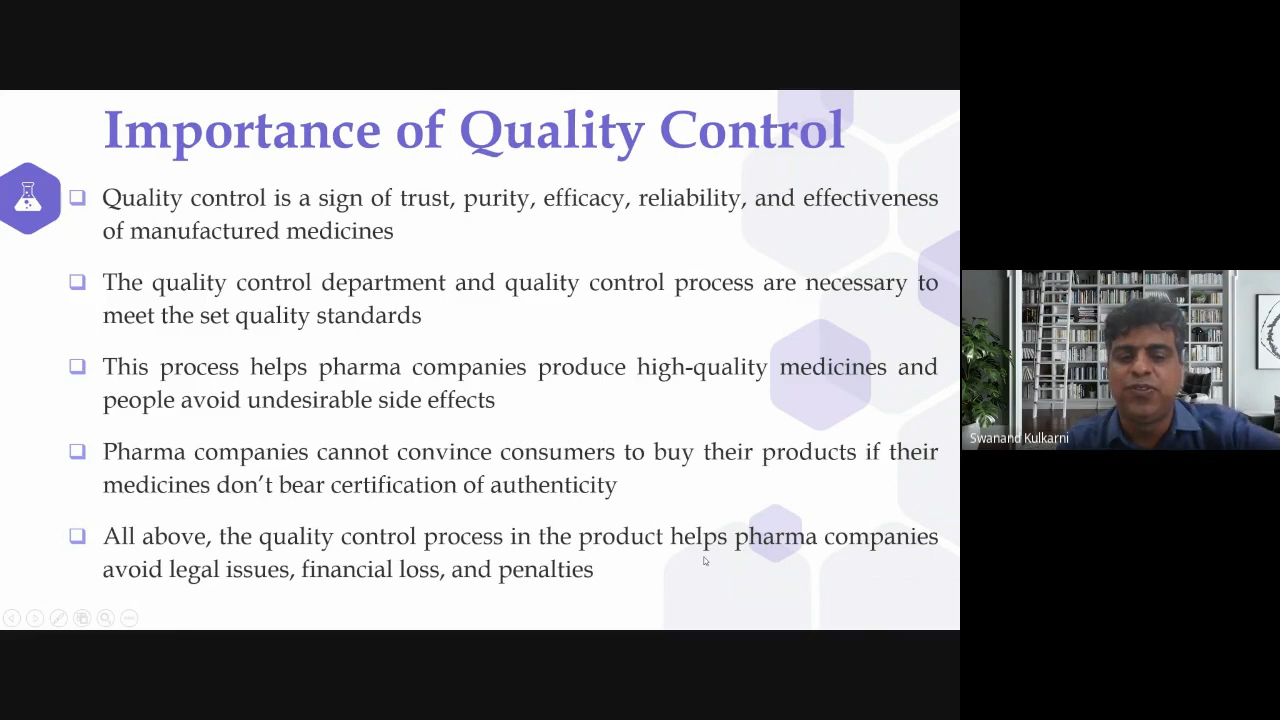 Importance of Quality Control
Quality control is a sign of trust, purity, efficacy, reliability, and effectiveness
of manufactured medicines
The quality control department and quality control process are necessary to
meet the set quality standards
This process helps pharma companies produce high-quality medicines and
people avoid undesirable side effects
Pharma companies cannot convince consumers to buy their products if their
medicines don’t bear certification of authenticity
All above, the quality control process in the product helps pharma companies
avoid legal issues, financial loss, and penalties
Swanand Kulkarni